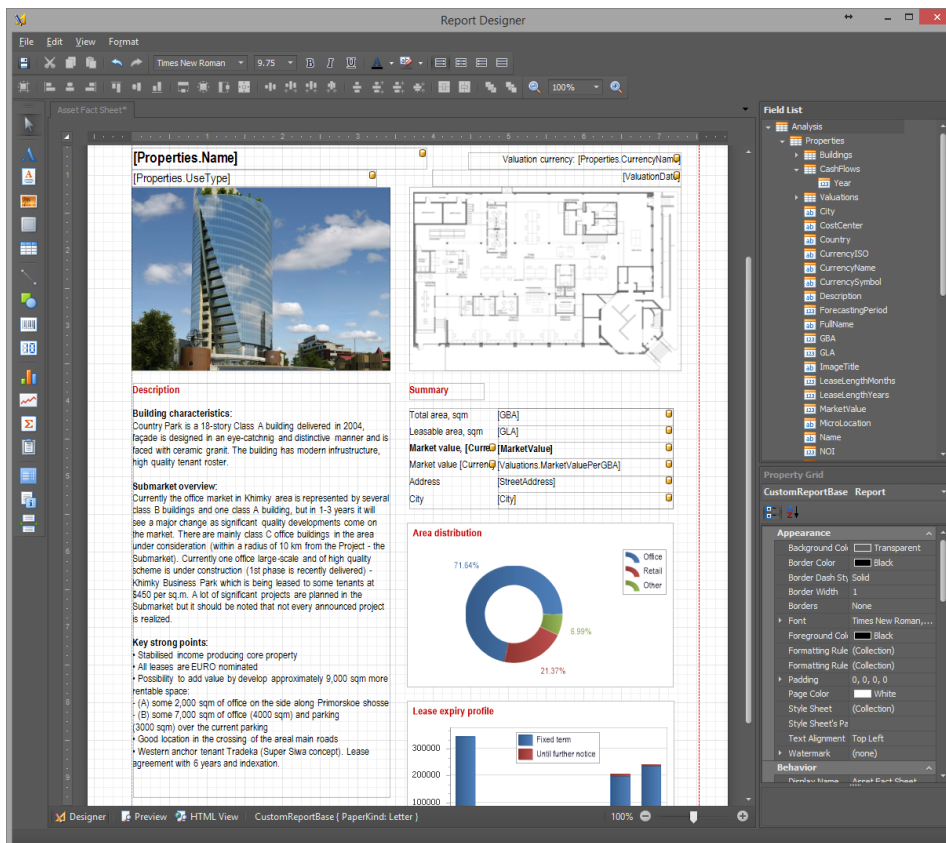 Report Designer
File Edit View Format
Times New Roman 9.75 B I U A
100%
Asset Fact Sheet*
1 2 3 4 5 6 7
[Properties.Name]
Valuation currency: [Properties.CurrencyName]
[Properties.UseType]
[ValuationDate]
Description
Building characteristics:
Country Park is a 18-story Class A building delivered in 2004,
façade is designed in an eye-catchnig and distinctive manner and is
faced with ceramic granit. The building has modern infrustructure,
high quality tenant roster.
Submarket overview:
Currently the office market in Khimky area is represented by several
class B buildings and one class A building, but in 1-3 years it will
see a major change as significant quality developments come on
the market. There are mainly class C office buildings in the area
under consideration (within a radius of 10 km from the Project - the
Submarket). Currently one office large-scale and of high quality
scheme is under construction (1st phase is recently delivered) -
Khimky Business Park which is being leased to some tenants at
$450 per sq.m. A lot of significant projects are planned in the
Submarket but it should be noted that not every announced project
is realized.
Key strong points:
• Stabilised income producing core property
• All leases are EURO nominated
• Possibility to add value by develop approximately 9,000 sqm more
rentable space:
- (A) some 2,000 sqm of office on the side along Primorskoe shosse
- (B) some 7,000 sqm of office (4000 sqm) and parking
(3000 sqm) over the current parking
• Good location in the crossing of the areal main roads
• Western anchor tenant Tradeka (Super Siwa concept). Lease
agreement with 6 years and indexation.
Summary
Total area, sqm [GBA]
Leasable area, sqm [GLA]
Market value, [Curre [MarketValue]
Market value [Currency [Valuations.MarketValuePerGBA]
Address [StreetAddress]
City [City]
Area distribution
71.64%
6.99%
21.37%
Office
Retail
Other
Lease expiry profile
Fixed term
Until further notice
300000
200000
100000
Designer Preview HTML View CustomReportBase { PaperKind: Letter } 100%
Field List
Analysis
Properties
Buildings
CashFlows
Year
Valuations
City
CostCenter
Country
CurrencyISO
CurrencyName
CurrencySymbol
Description
ForecastingPeriod
FullName
GBA
GLA
ImageTitle
LeaseLengthMonths
LeaseLengthYears
MarketValue
MicroLocation
Name
NOI
Property Grid
CustomReportBase Report
Appearance
Background Col Transparent
Border Color Black
Border Dash Sty Solid
Border Width 1
Borders None
Font Times New Roman,...
Foreground Col Black
Formatting Rule (Collection)
Formatting Rule (Collection)
Padding 0, 0, 0, 0
Page Color White
Style Sheet (Collection)
Style Sheet's Pa
Text Alignment Top Left
Watermark (none)
Behavior
Display Name Asset Fact Sheet